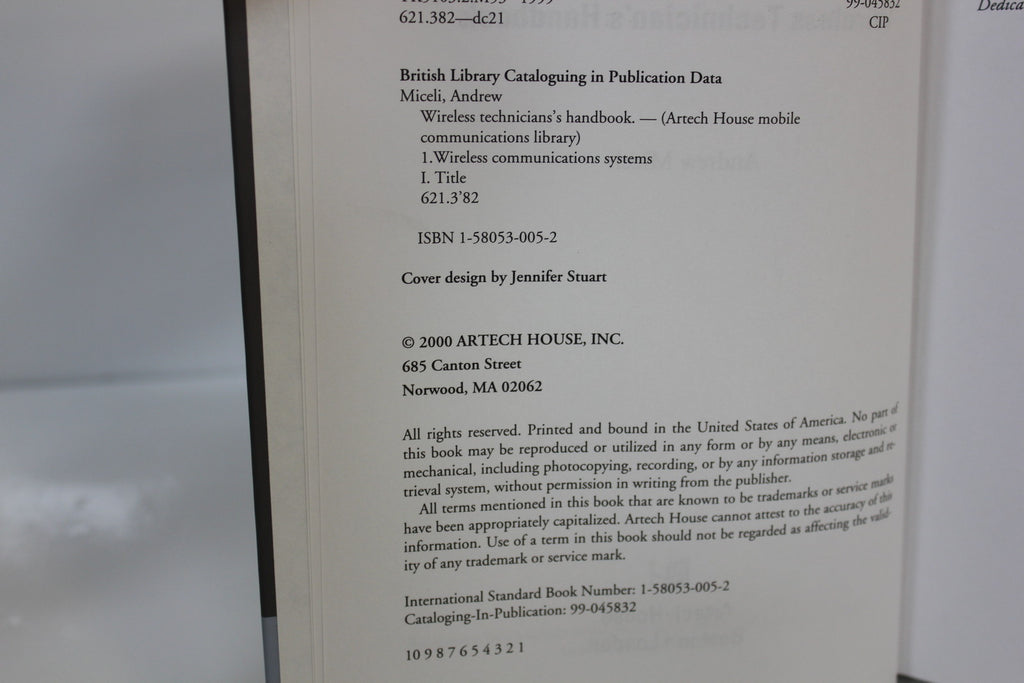 621.382—dc21
99-045832
CIP
Dedica
British Library Cataloguing in Publication Data
Miceli, Andrew
Wireless technicians's handbook. — (Artech House mobile
communications library)
1.Wireless communications systems
I. Title
621.3'82
ISBN 1-58053-005-2
Cover design by Jennifer Stuart
© 2000 ARTECH HOUSE, INC.
685 Canton Street
Norwood, MA 02062
All rights reserved. Printed and bound in the United States of America. No part of
this book may be reproduced or utilized in any form or by any means, electronic or
mechanical, including photocopying, recording, or by any information storage and re-
trieval system, without permission in writing from the publisher.
All terms mentioned in this book that are known to be trademarks or service marks
have been appropriately capitalized. Artech House cannot attest to the accuracy of this
information. Use of a term in this book should not be regarded as affecting the valid-
ity of any trademark or service mark.
International Standard Book Number: 1-58053-005-2
Cataloging-In-Publication: 99-045832
10 9 8 7 6 5 4 3 2 1